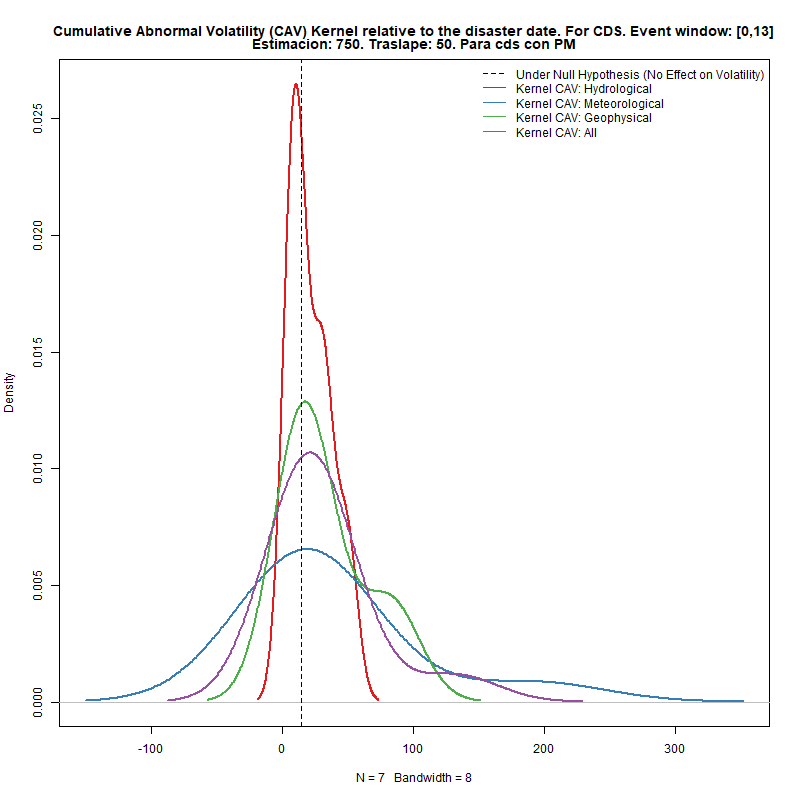 Cumulative Abnormal Volatility (CAV) Kernel relative to the disaster date. For CDS. Event window: [0,13]
Estimacion: 750. Traslape: 50. Para cds con PM
Under Null Hypothesis (No Effect on Volatility)
Kernel CAV: Hydrological
Kernel CAV: Meteorological
Kernel CAV: Geophysical
Kernel CAV: All
Density
0.025
0.020
0.015
0.010
0.005
0.000
-100 0 100 200 300
N = 7 Bandwidth = 8